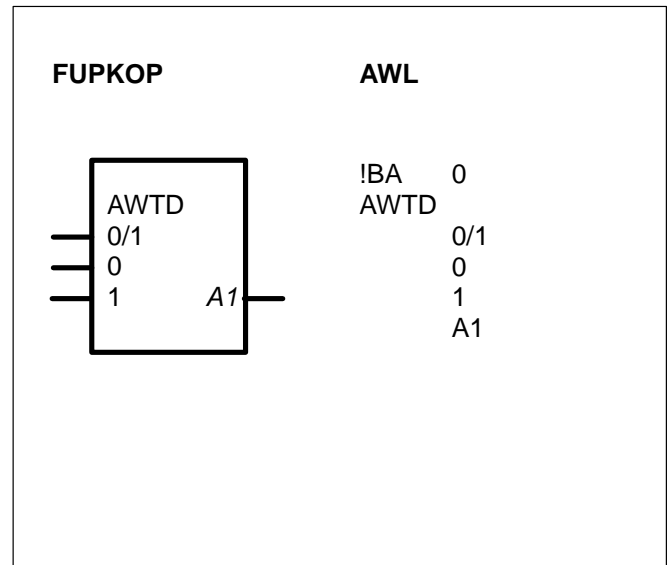 FUPKOP AWL
!BA 0
AWTD AWTD
0/1 0/1
0 0
1 A1 1
A1